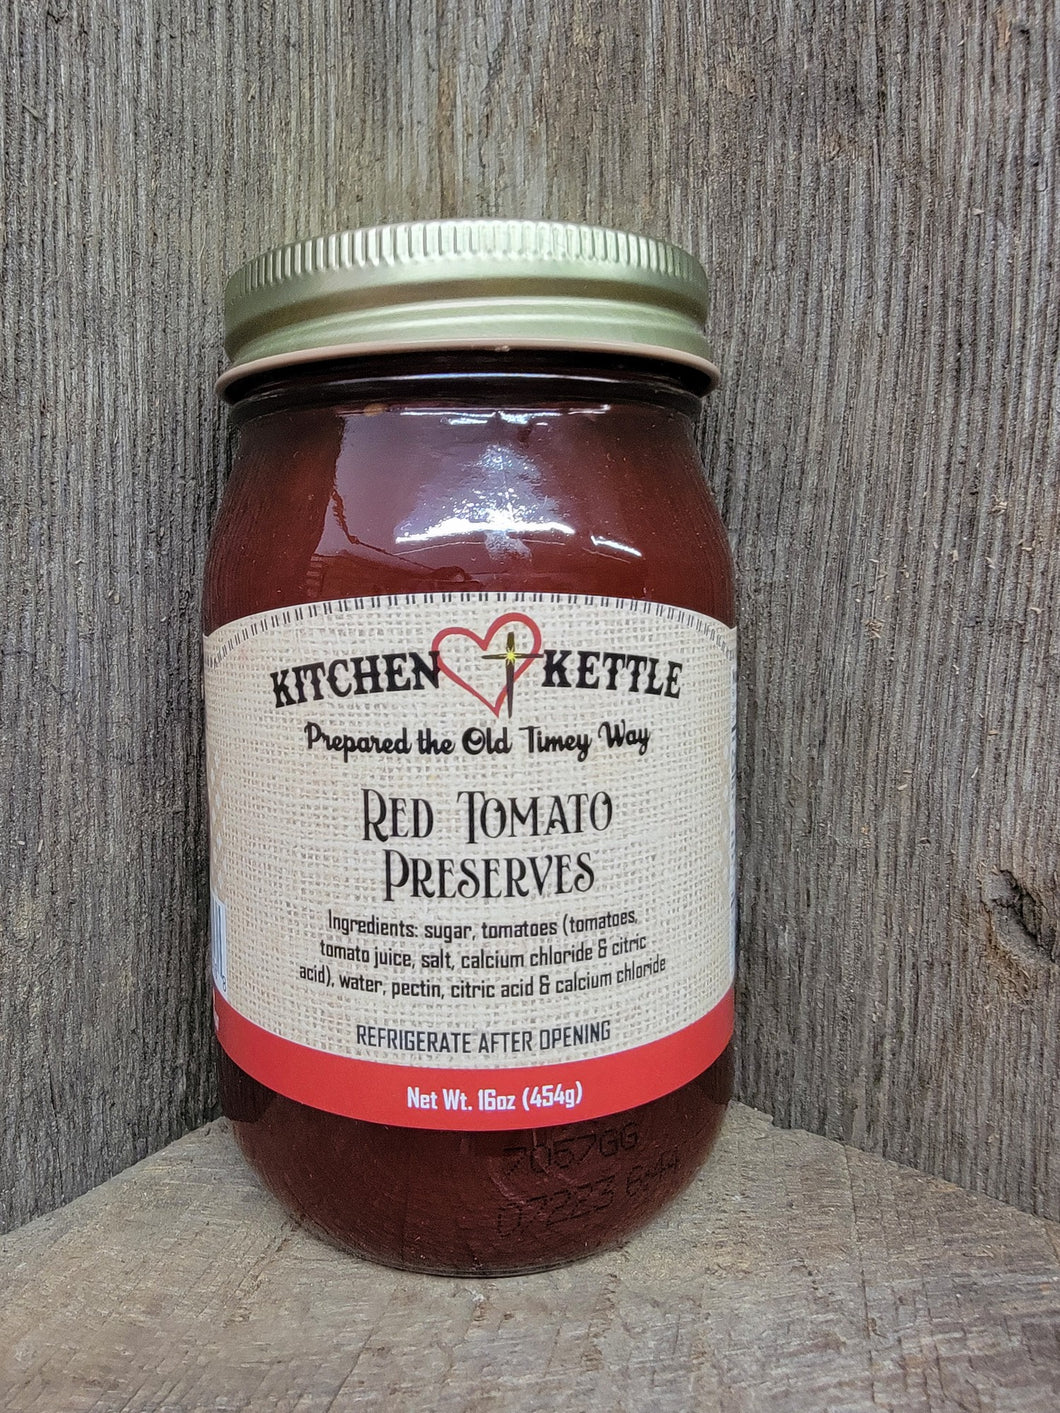 KITCHEN KETTLE
Prepared the Old Timey Way
RED TOMATO
PRESERVES
Ingredients: sugar, tomatoes (tomatoes,
tomato juice, salt, calcium chloride & citric
acid), water, pectin, citric acid & calcium chloride
REFRIGERATE AFTER OPENING
Net Wt. 16oz (454g)